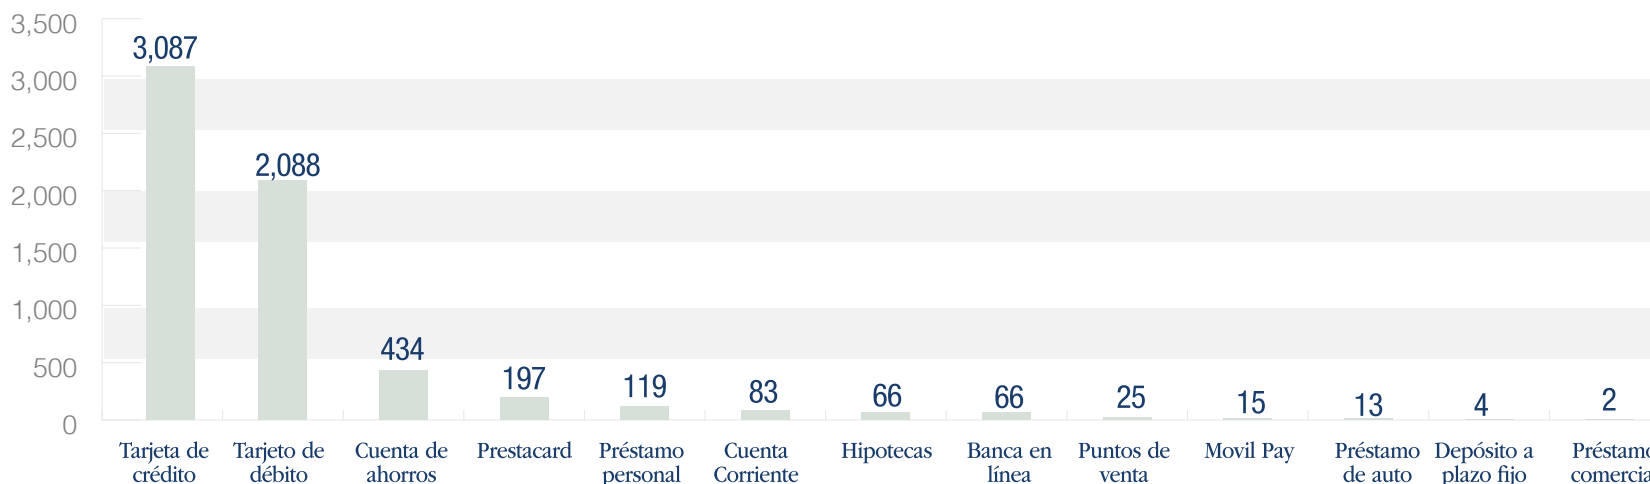 3,500
3,000
2,500
2,000
1,500
1,000
500
0
3,087
2,088
434
197
119
83
66
66
25
15
13
4
2
Tarjeta de
crédito
Tarjeto de
débito
Cuenta de
ahorros
Prestacard
Préstamo
personal
Cuenta
Corriente
Hipotecas
Banca en
línea
Puntos de
venta
Movil Pay
Préstamo
de auto
Depósito a
plazo fijo
Préstamo
comercia